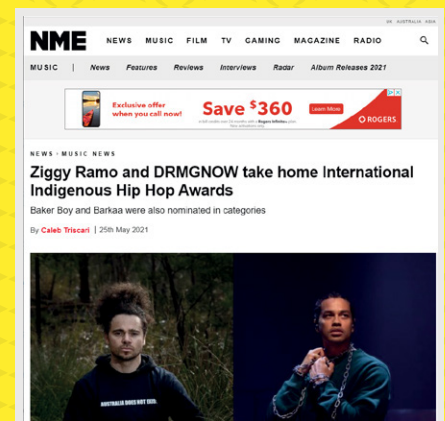 UK AUSTRALIA ASIA
NME NEWS MUSIC FILM TV GAMING MAGAZINE RADIO
MUSIC | News Features Reviews Interviews Radar Album Releases 2021
Exclusive offer
when you call now!
Save $360
Learn More
ROGERS
NEWS · MUSIC NEWS
Ziggy Ramo and DRMGNOW take home International
Indigenous Hip Hop Awards
Baker Boy and Barkaa were also nominated in categories
By Caleb Triscari | 25th May 2021
AUSTRALIA DOES NOT EXIST.